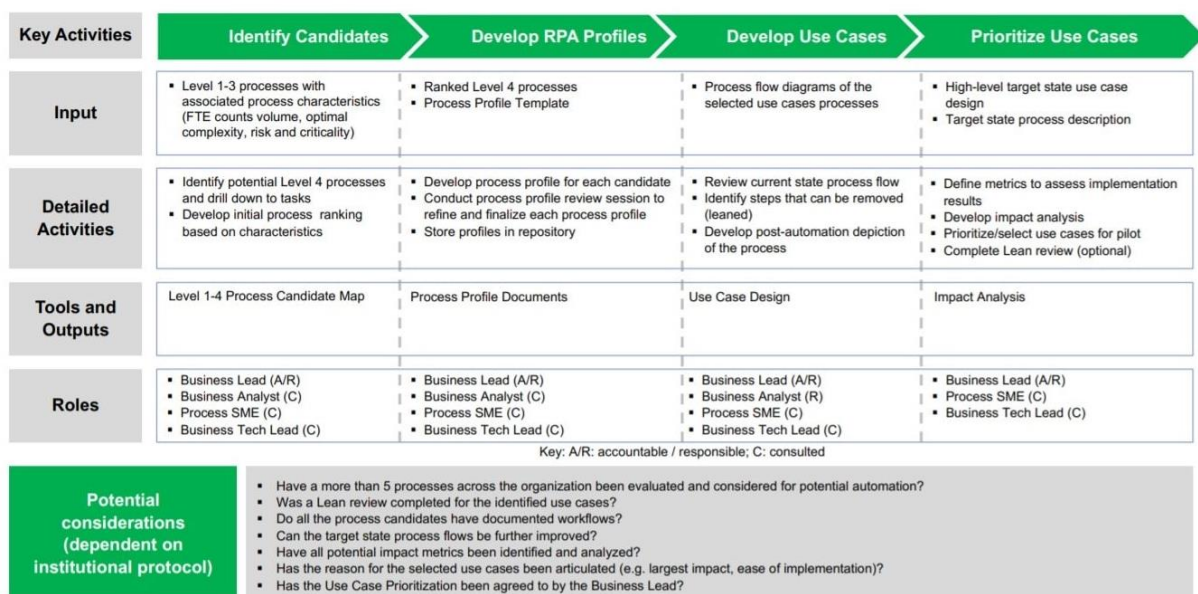 Key Activities
Identify Candidates
Develop RPA Profiles
Develop Use Cases
Prioritize Use Cases
Input
▪ Level 1-3 processes with
associated process characteristics
(FTE counts volume, optimal
complexity, risk and criticality)
▪ Ranked Level 4 processes
▪ Process Profile Template
▪ Process flow diagrams of the
selected use cases processes
▪ High-level target state use case
design
▪ Target state process description
Detailed
Activities
▪ Identify potential Level 4 processes
and drill down to tasks
▪ Develop initial process ranking
based on characteristics
▪ Develop process profile for each candidate
▪ Conduct process profile review session to
refine and finalize each process profile
▪ Store profiles in repository
▪ Review current state process flow
▪ Identify steps that can be removed
(leaned)
▪ Develop post-automation depiction
of the process
▪ Define metrics to assess implementation
results
▪ Develop impact analysis
▪ Prioritize/select use cases for pilot
▪ Complete Lean review (optional)
Tools and
Outputs
Level 1-4 Process Candidate Map
Process Profile Documents
Use Case Design
Impact Analysis
Roles
▪ Business Lead (A/R)
▪ Business Analyst (C)
▪ Process SME (C)
▪ Business Tech Lead (C)
▪ Business Lead (A/R)
▪ Business Analyst (C)
▪ Process SME (C)
▪ Business Tech Lead (C)
▪ Business Lead (A/R)
▪ Business Analyst (R)
▪ Process SME (C)
▪ Business Tech Lead (C)
▪ Business Lead (A/R)
▪ Process SME (C)
▪ Business Tech Lead (C)
Key: A/R: accountable / responsible; C: consulted
Potential
considerations
(dependent on
institutional protocol)
▪ Have a more than 5 processes across the organization been evaluated and considered for potential automation?
▪ Was a Lean review completed for the identified use cases?
▪ Do all the process candidates have documented workflows?
▪ Can the target state process flows be further improved?
▪ Have all potential impact metrics been identified and analyzed?
▪ Has the reason for the selected use cases been articulated (e.g. largest impact, ease of implementation)?
▪ Has the Use Case Prioritization been agreed to by the Business Lead?